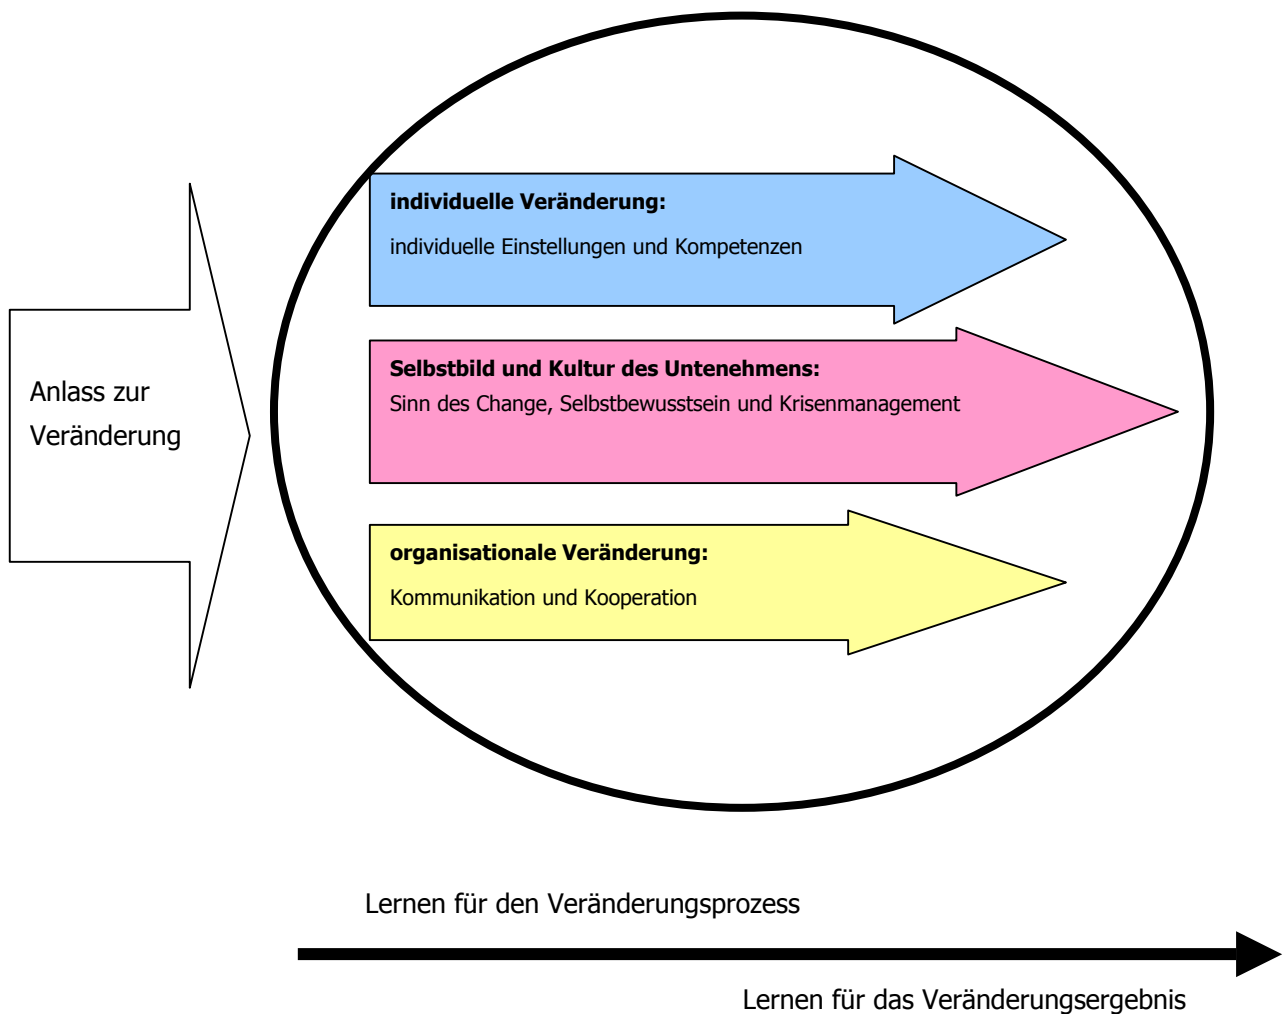 Anlass zur
Veränderung
individuelle Veränderung:
individuelle Einstellungen und Kompetenzen
Selbstbild und Kultur des Untenehmens:
Sinn des Change, Selbstbewusstsein und Krisenmanagement
organisationale Veränderung:
Kommunikation und Kooperation
Lernen für den Veränderungsprozess
Lernen für das Veränderungsergebnis